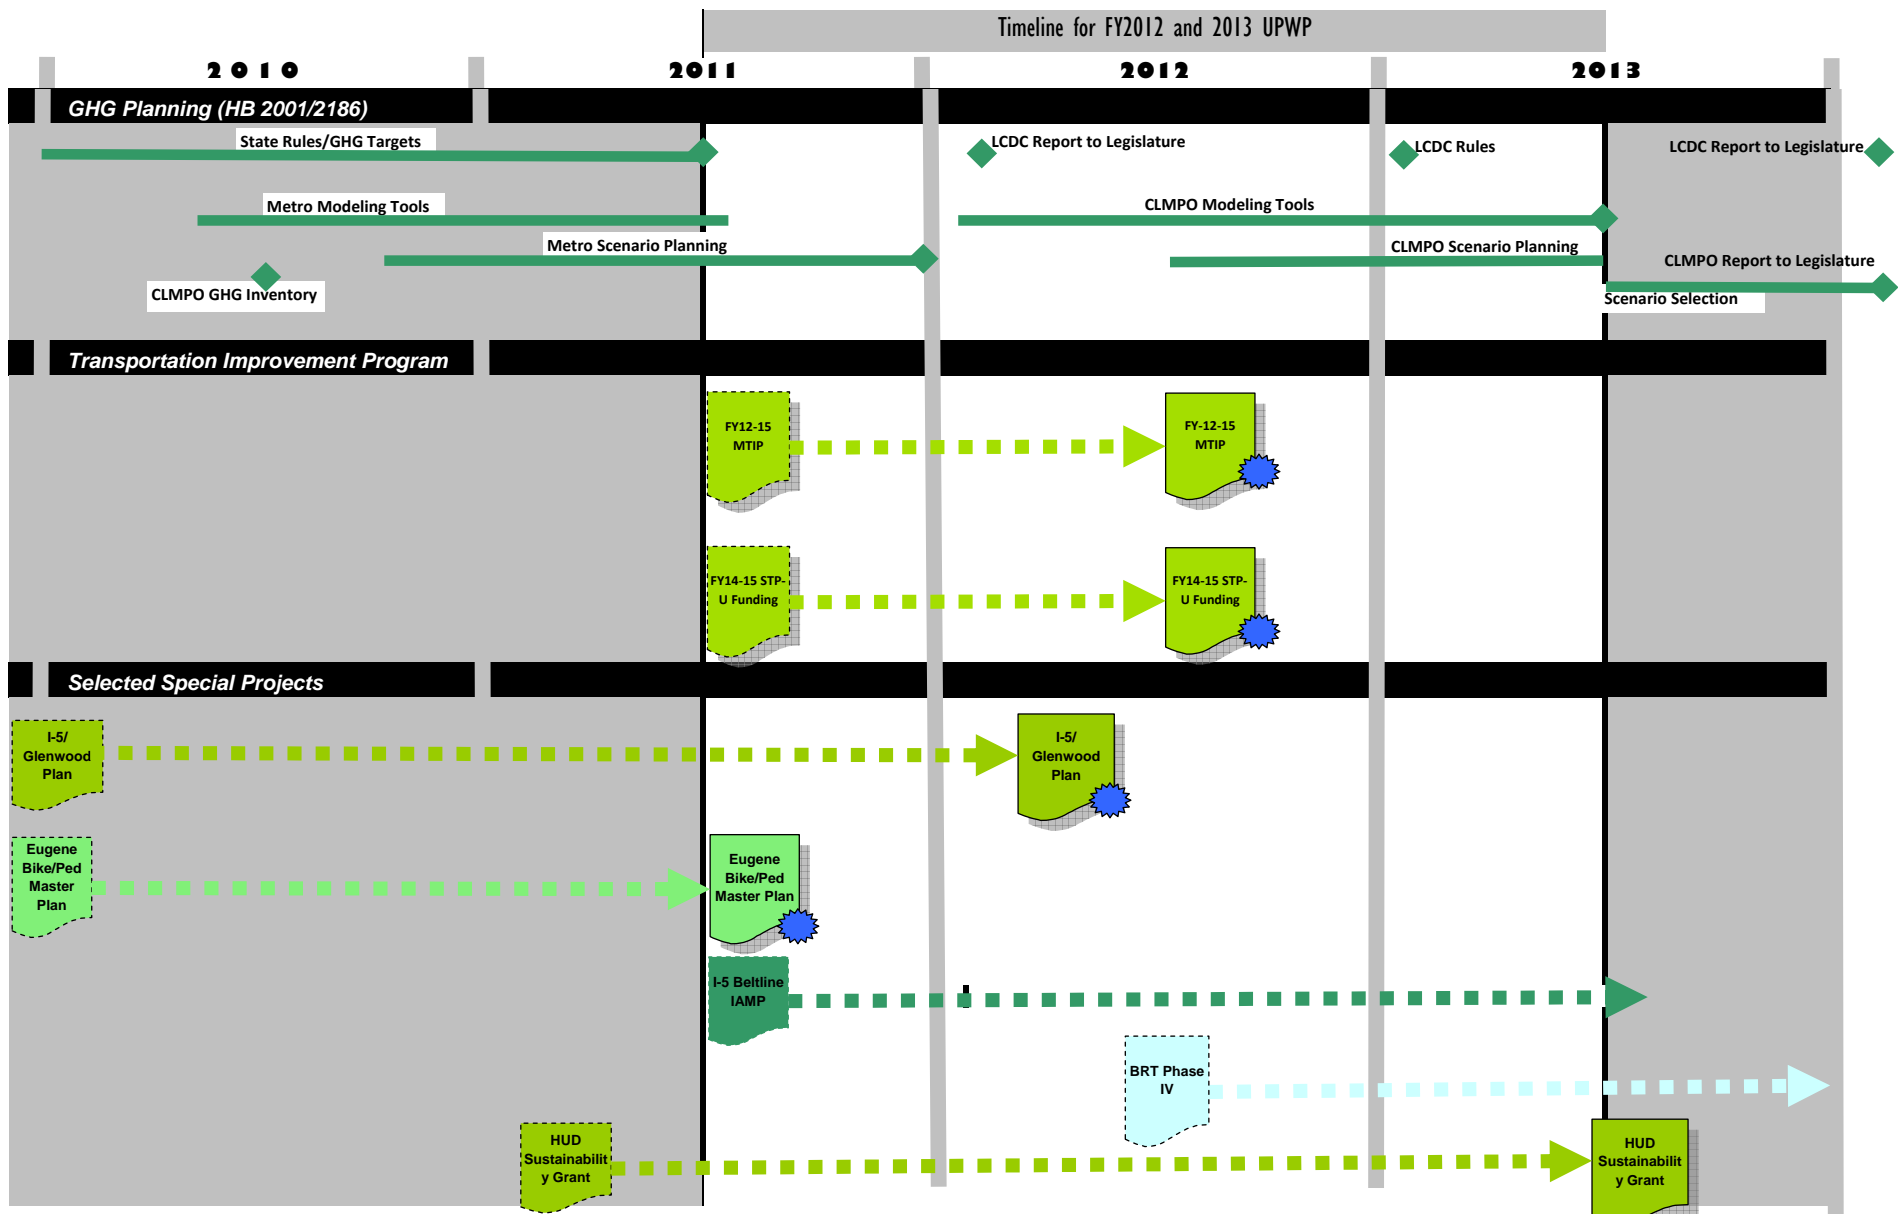 Timeline for FY2012 and 2013 UPWP
2010 2011 2012 2013
GHG Planning (HB 2001/2186)
State Rules/GHG Targets
LCDC Report to Legislature
LCDC Rules
LCDC Report to Legislature
Metro Modeling Tools
CLMPO Modeling Tools
Metro Scenario Planning
CLMPO Scenario Planning
CLMPO Report to Legislature
CLMPO GHG Inventory
Scenario Selection
Transportation Improvement Program
FY12-15
MTIP
FY-12-15
MTIP
FY14-15 STP-
U Funding
FY14-15 STP-
U Funding
Selected Special Projects
I-5/
Glenwood
Plan
I-5/
Glenwood
Plan
Eugene
Bike/Ped
Master
Plan
Eugene
Bike/Ped
Master Plan
I-5 Beltline
IAMP
BRT Phase
IV
HUD
Sustainabilit
y Grant
HUD
Sustainabilit
y Grant